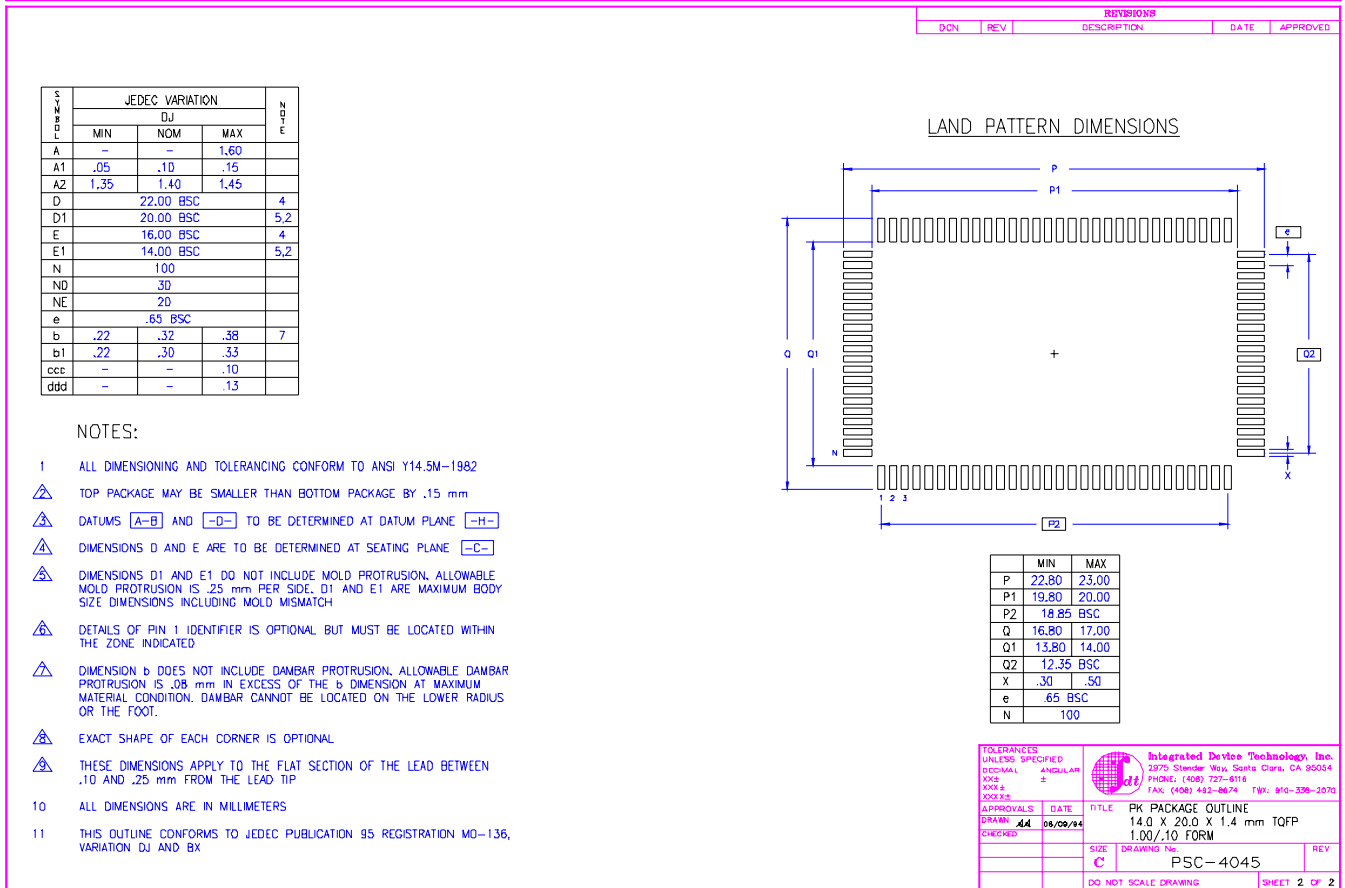 REVISIONS
DCN REV DESCRIPTION DATE APPROVED
SYMBOL JEDEC VARIATION NOTE
DJ
MIN NOM MAX
A – – 1.60
A1 .05 .10 .15
A2 1.35 1.40 1.45
D 22.00 BSC 4
D1 20.00 BSC 5,2
E 16.00 BSC 4
E1 14.00 BSC 5,2
N 100
ND 30
NE 20
e .65 BSC
b .22 .32 .38 7
b1 .22 .30 .33
ccc – – .10
ddd – – .13
NOTES:
1 ALL DIMENSIONING AND TOLERANCING CONFORM TO ANSI Y14.5M–1982
2 TOP PACKAGE MAY BE SMALLER THAN BOTTOM PACKAGE BY .15 mm
3 DATUMS A–B AND –D– TO BE DETERMINED AT DATUM PLANE –H–
4 DIMENSIONS D AND E ARE TO BE DETERMINED AT SEATING PLANE –C–
5 DIMENSIONS D1 AND E1 DO NOT INCLUDE MOLD PROTRUSION. ALLOWABLE
MOLD PROTRUSION IS .25 mm PER SIDE. D1 AND E1 ARE MAXIMUM BODY
SIZE DIMENSIONS INCLUDING MOLD MISMATCH
6 DETAILS OF PIN 1 IDENTIFIER IS OPTIONAL BUT MUST BE LOCATED WITHIN
THE ZONE INDICATED
7 DIMENSION b DOES NOT INCLUDE DAMBAR PROTRUSION. ALLOWABLE DAMBAR
PROTRUSION IS .08 mm IN EXCESS OF THE b DIMENSION AT MAXIMUM
MATERIAL CONDITION. DAMBAR CANNOT BE LOCATED ON THE LOWER RADIUS
OR THE FOOT.
8 EXACT SHAPE OF EACH CORNER IS OPTIONAL
9 THESE DIMENSIONS APPLY TO THE FLAT SECTION OF THE LEAD BETWEEN
.10 AND .25 mm FROM THE LEAD TIP
10 ALL DIMENSIONS ARE IN MILLIMETERS
11 THIS OUTLINE CONFORMS TO JEDEC PUBLICATION 95 REGISTRATION MO–136,
VARIATION DJ AND BX
LAND PATTERN DIMENSIONS
P
P1
e
Q Q1 Q2
N
X
1 2 3
P2
MIN MAX
P 22.80 23.00
P1 19.80 20.00
P2 18.85 BSC
Q 16.80 17.00
Q1 13.80 14.00
Q2 12.35 BSC
X .30 .50
e .65 BSC
N 100
TOLERANCES
UNLESS SPECIFIED
DECIMAL ANGULAR
XX± ±
XXX±
XXXX±
idt
Integrated Device Technology, Inc.
2975 Stender Way, Santa Clara, CA 95054
PHONE: (408) 727–6116
FAX: (408) 492–8674 TWX: 910–338–2070
APPROVALS DATE
DRAWN 06/09/94
CHECKED
TITLE PK PACKAGE OUTLINE
14.0 X 20.0 X 1.4 mm TQFP
1.00/.10 FORM
SIZE DRAWING No. REV
C PSC–4045
DO NOT SCALE DRAWING SHEET 2 OF 2